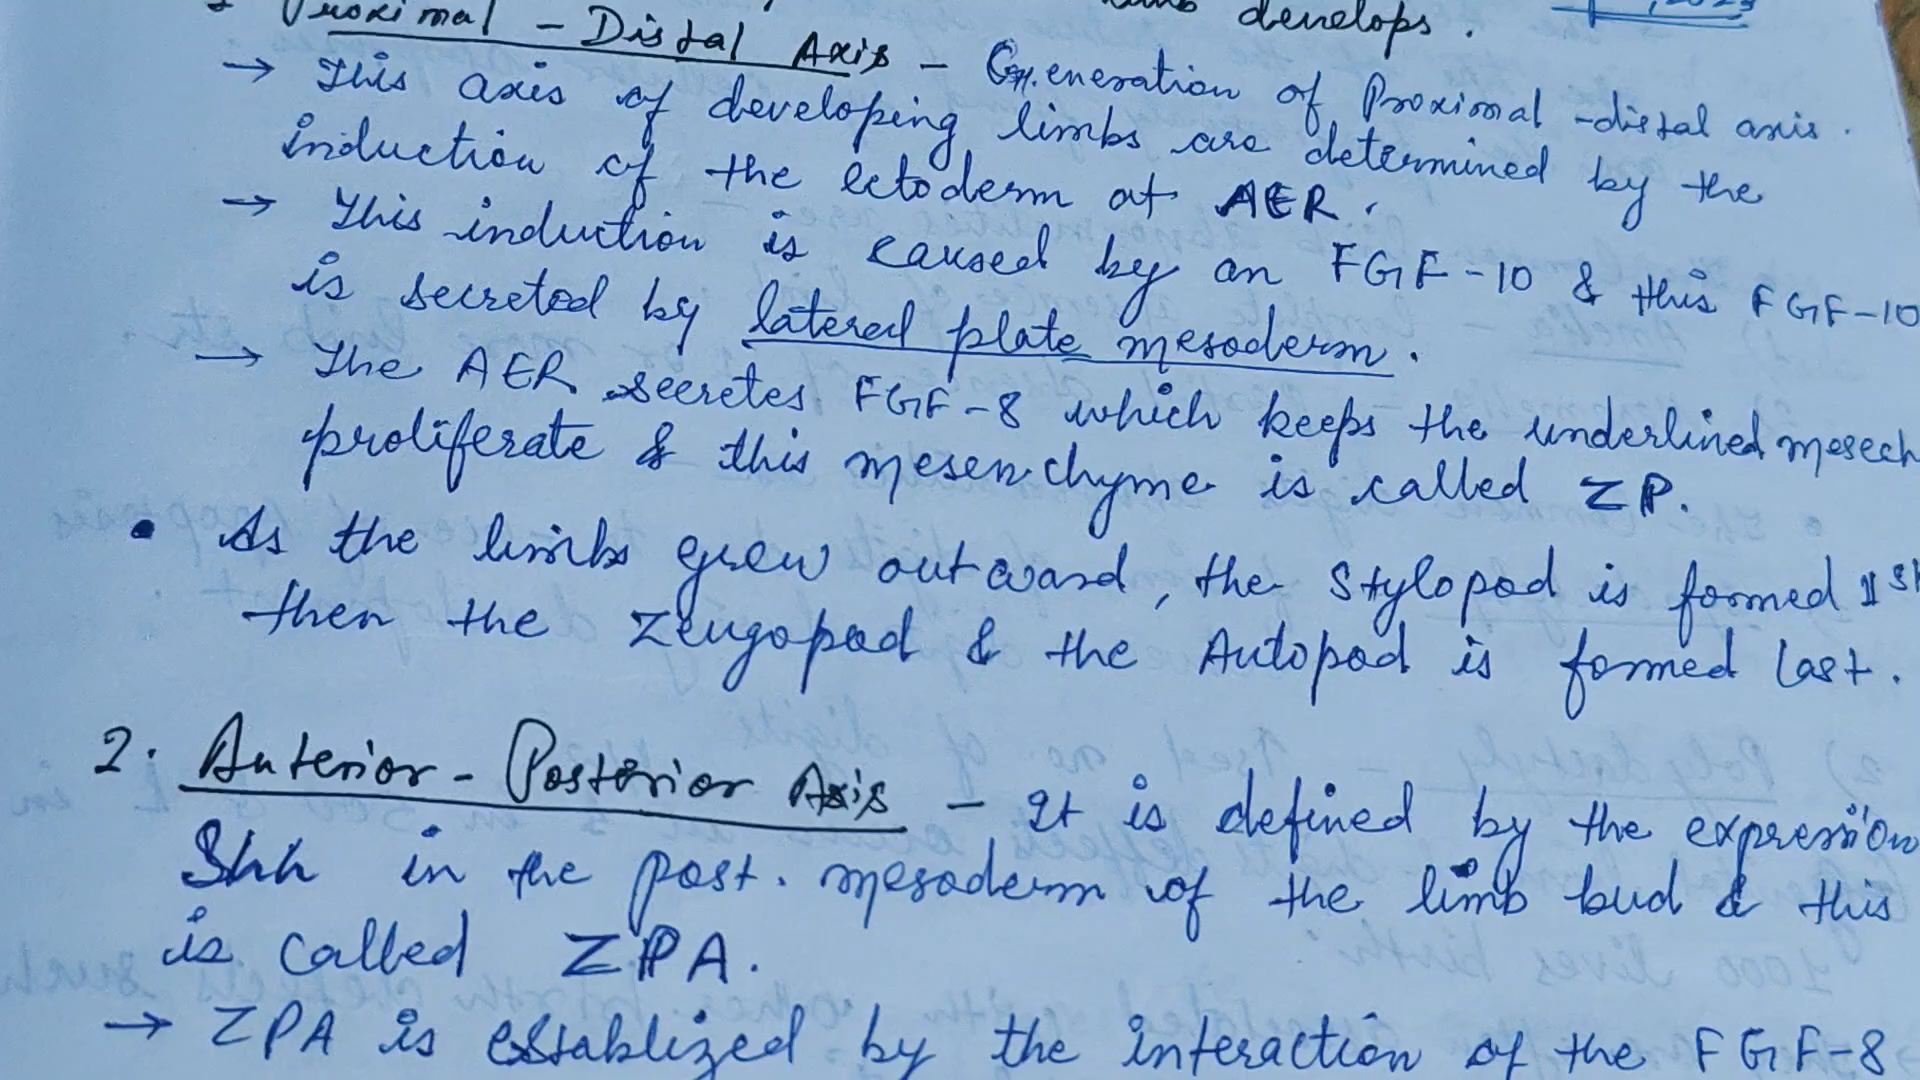 Proximal - Distal Axis - Generation of Proximal - distal axis.
develops.
→ This axis of developing limbs are determined by the
induction of the ectoderm at AER.
→ This induction is caused by an FGF-10 & this FGF-10
is secreted by lateral plate mesoderm.
→ The AER secretes FGF-8 which keeps the underlined mesech
proliferate & this mesenchyme is called ZP.
• As the limbs grew outward, the Stylopod is formed 1st
then the Zeugopod & the Autopod is formed last.
2. Anterior - Posterior Axis - It is defined by the expression
Shh in the post. mesoderm of the limb bud & this
is called ZPA.
→ ZPA is establized by the interaction of the FGF-8